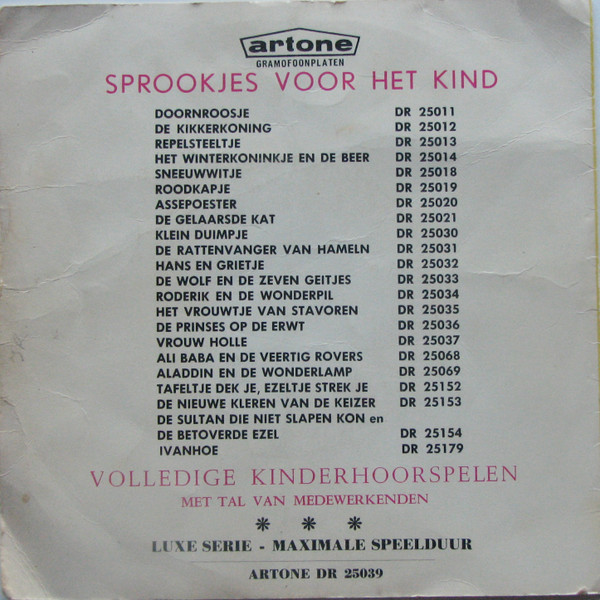 artone
GRAMOFOONPLATEN
SPROOKJES VOOR HET KIND
DOORNROOSJE DR 25011
DE KIKKERKONING DR 25012
REPELSTEELTJE DR 25013
HET WINTERKONINKJE EN DE BEER DR 25014
SNEEUWWITJE DR 25018
ROODKAPJE DR 25019
ASSEPOESTER DR 25020
DE GELAARSDE KAT DR 25021
KLEIN DUIMPJE DR 25030
DE RATTENVANGER VAN HAMELN DR 25031
HANS EN GRIETJE DR 25032
DE WOLF EN DE ZEVEN GEITJES DR 25033
RODERIK EN DE WONDERPIL DR 25034
HET VROUWTJE VAN STAVOREN DR 25035
DE PRINSES OP DE ERWT DR 25036
VROUW HOLLE DR 25037
ALI BABA EN DE VEERTIG ROVERS DR 25068
ALADDIN EN DE WONDERLAMP DR 25069
TAFELTJE DEK JE, EZELTJE STREK JE DR 25152
DE NIEUWE KLEREN VAN DE KEIZER DR 25153
DE SULTAN DIE NIET SLAPEN KON en
DE BETOVERDE EZEL DR 25154
IVANHOE DR 25179
VOLLEDIGE KINDERHOORSPELEN
MET TAL VAN MEDEWERKENDEN
* * *
LUXE SERIE - MAXIMALE SPEELDUUR
ARTONE DR 25039